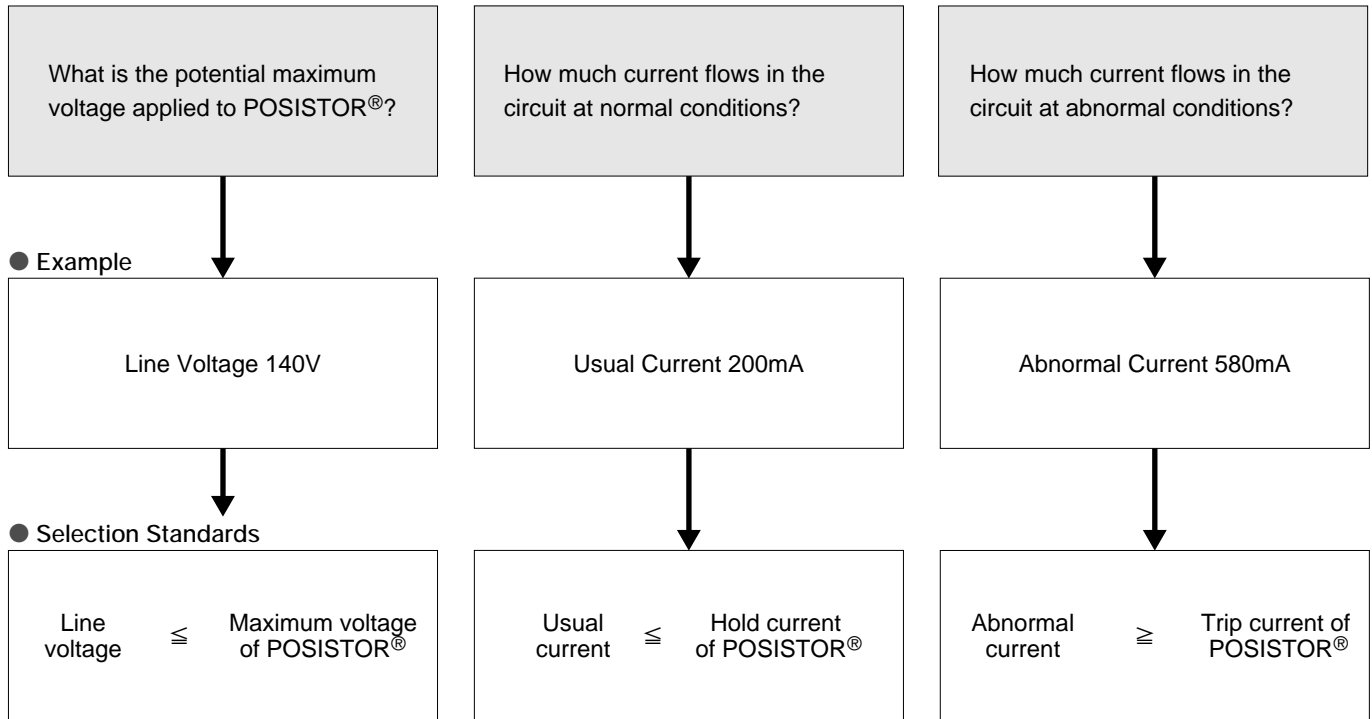 What is the potential maximum
voltage applied to POSISTOR®?
How much current flows in the
circuit at normal conditions?
How much current flows in the
circuit at abnormal conditions?
● Example
Line Voltage 140V
Usual Current 200mA
Abnormal Current 580mA
● Selection Standards
Line
voltage
≦
Maximum voltage
of POSISTOR®
Usual
current
≦
Hold current
of POSISTOR®
Abnormal
current
≧
Trip current of
POSISTOR®